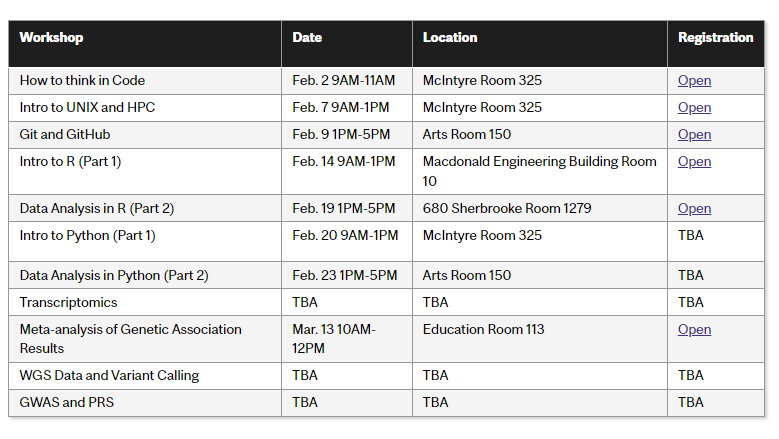 Workshop Date Location Registration
How to think in Code Feb. 2 9AM-11AM McIntyre Room 325 Open
Intro to UNIX and HPC Feb. 7 9AM-1PM McIntyre Room 325 Open
Git and GitHub Feb. 9 1PM-5PM Arts Room 150 Open
Intro to R (Part 1) Feb. 14 9AM-1PM Macdonald Engineering Building Room Open
10
Data Analysis in R (Part 2) Feb. 19 1PM-5PM 680 Sherbrooke Room 1279 Open
Intro to Python (Part 1) Feb. 20 9AM-1PM McIntyre Room 325 TBA
Data Analysis in Python (Part 2) Feb. 23 1PM-5PM Arts Room 150 TBA
Transcriptomics TBA TBA TBA
Meta-analysis of Genetic Association Mar. 13 10AM- Education Room 113 Open
Results 12PM
WGS Data and Variant Calling TBA TBA TBA
GWAS and PRS TBA TBA TBA